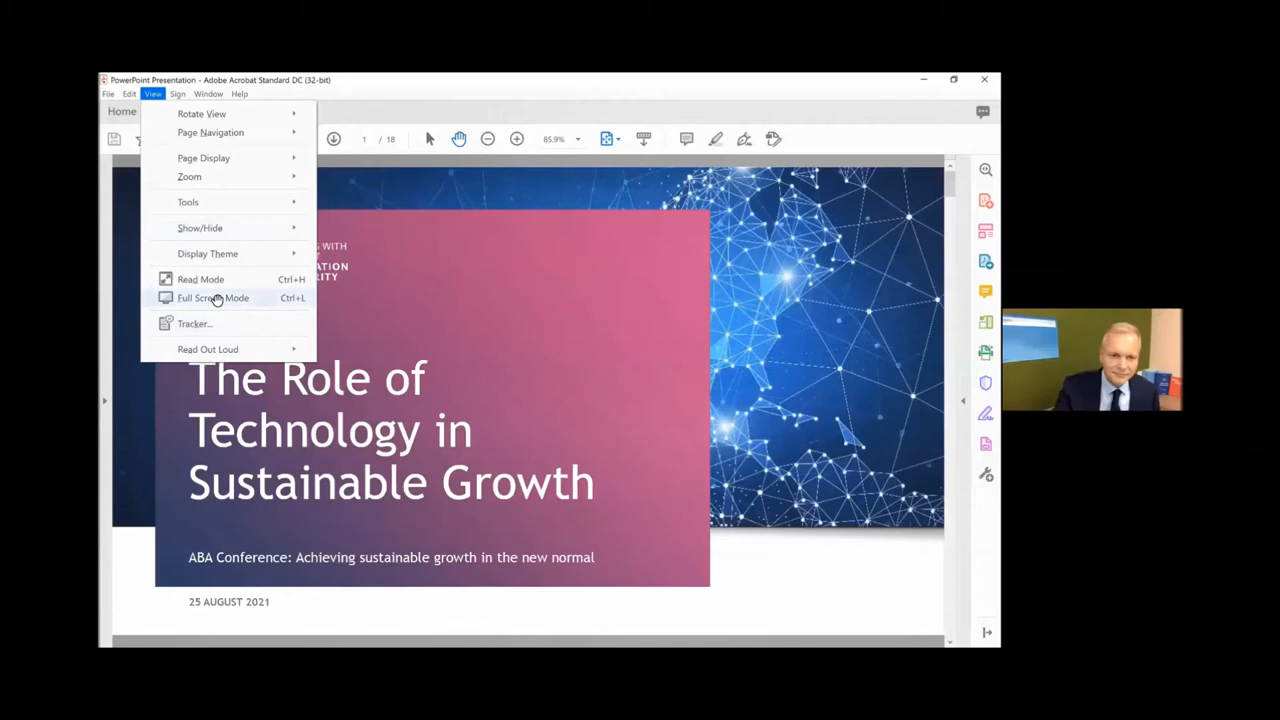 PowerPoint Presentation - Adobe Acrobat Standard DC (32-bit)
File Edit View Sign Window Help
Home
Rotate View
Page Navigation
1 / 18
85.9%
Page Display
Zoom
Tools
Show/Hide
WITH
Display Theme
Read Mode Ctrl+H
Full Screen Mode Ctrl+L
Tracker...
Read Out Loud
The Role of
Technology in
Sustainable Growth
ABA Conference: Achieving sustainable growth in the new normal
25 AUGUST 2021